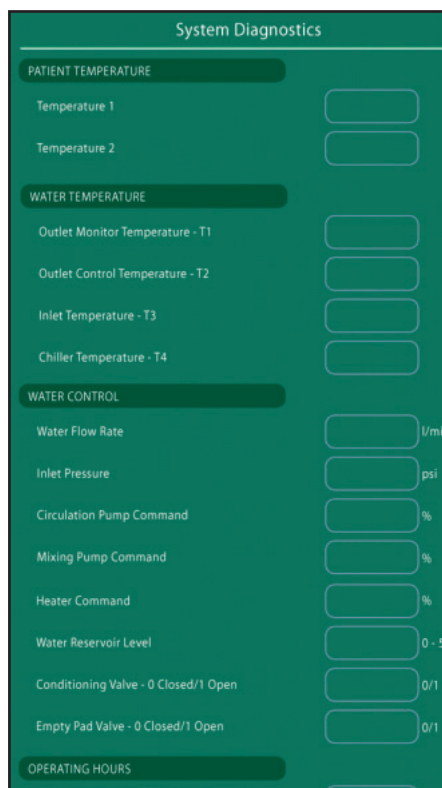 System Diagnostics
PATIENT TEMPERATURE
Temperature 1
Temperature 2
WATER TEMPERATURE
Outlet Monitor Temperature - T1
Outlet Control Temperature - T2
Inlet Temperature - T3
Chiller Temperature - T4
WATER CONTROL
Water Flow Rate l/mi
Inlet Pressure psi
Circulation Pump Command %
Mixing Pump Command %
Heater Command %
Water Reservoir Level 0 - 5
Conditioning Valve - 0 Closed/1 Open 0/1
Empty Pad Valve - 0 Closed/1 Open 0/1
OPERATING HOURS